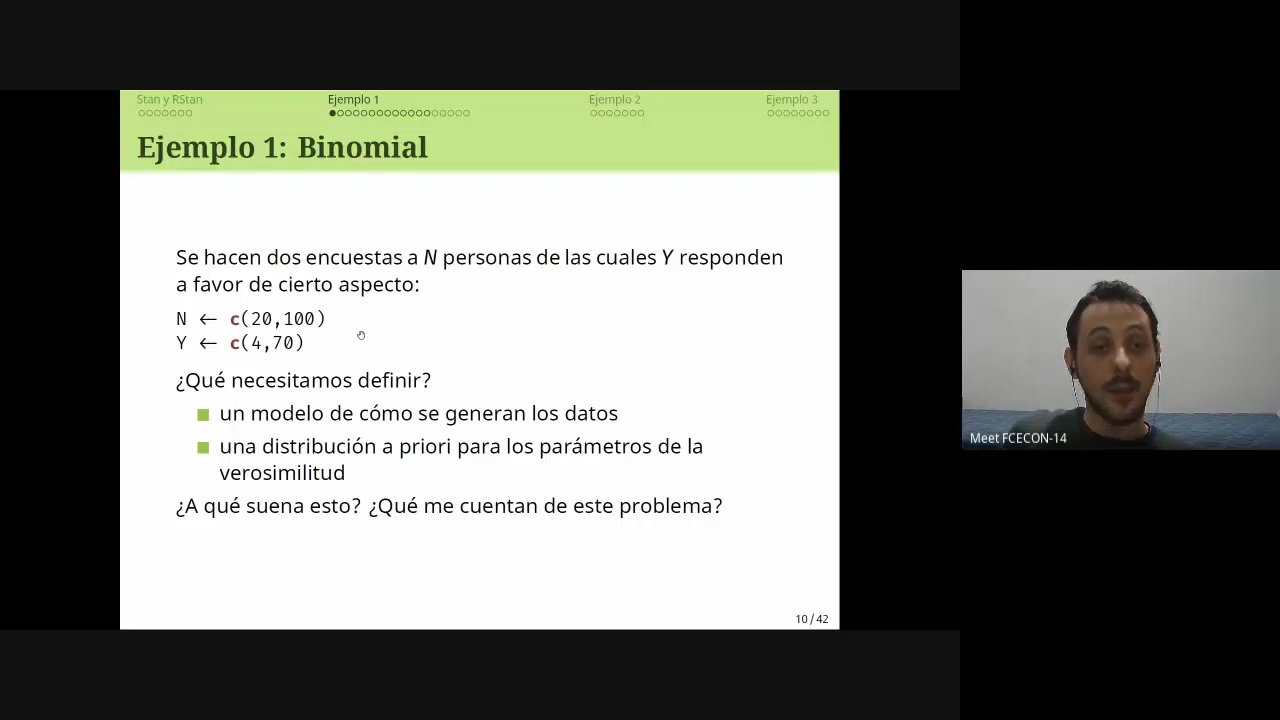 Stan y RStan
Ejemplo 1
Ejemplo 2
Ejemplo 3
Ejemplo 1: Binomial
Se hacen dos encuestas a N personas de las cuales Y responden
a favor de cierto aspecto:
N ← c(20,100)
Y ← c(4,70)
¿Qué necesitamos definir?
un modelo de cómo se generan los datos
una distribución a priori para los parámetros de la
verosimilitud
¿A qué suena esto? ¿Qué me cuentan de este problema?
10 / 42
Meet FCECON-14